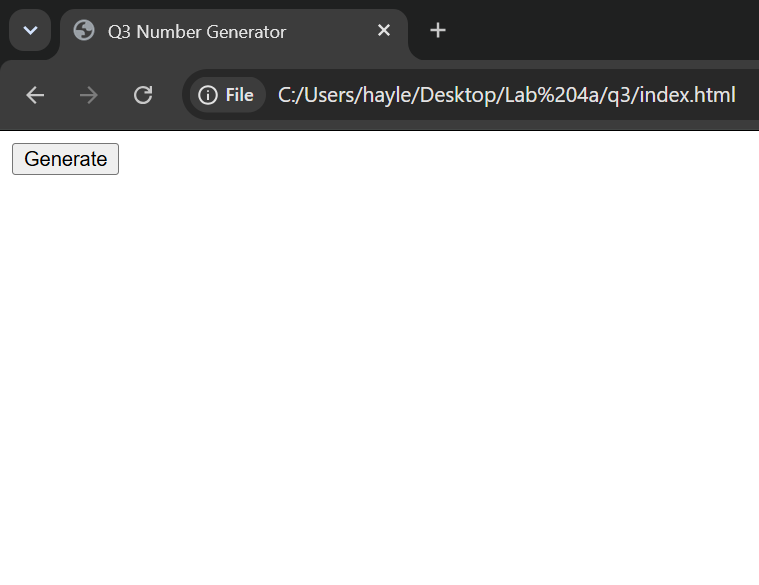 Q3 Number Generator
File C:/Users/hayle/Desktop/Lab%204a/q3/index.html
Generate